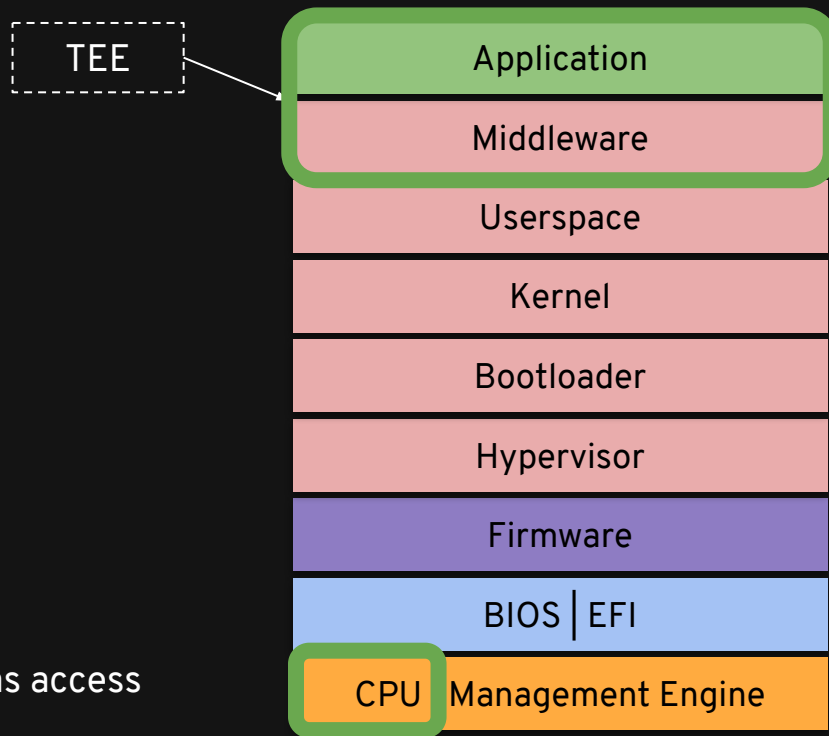 TEE
Application
Middleware
Userspace
Kernel
Bootloader
Hypervisor
Firmware
BIOS | EFI
access
CPU Management Engine